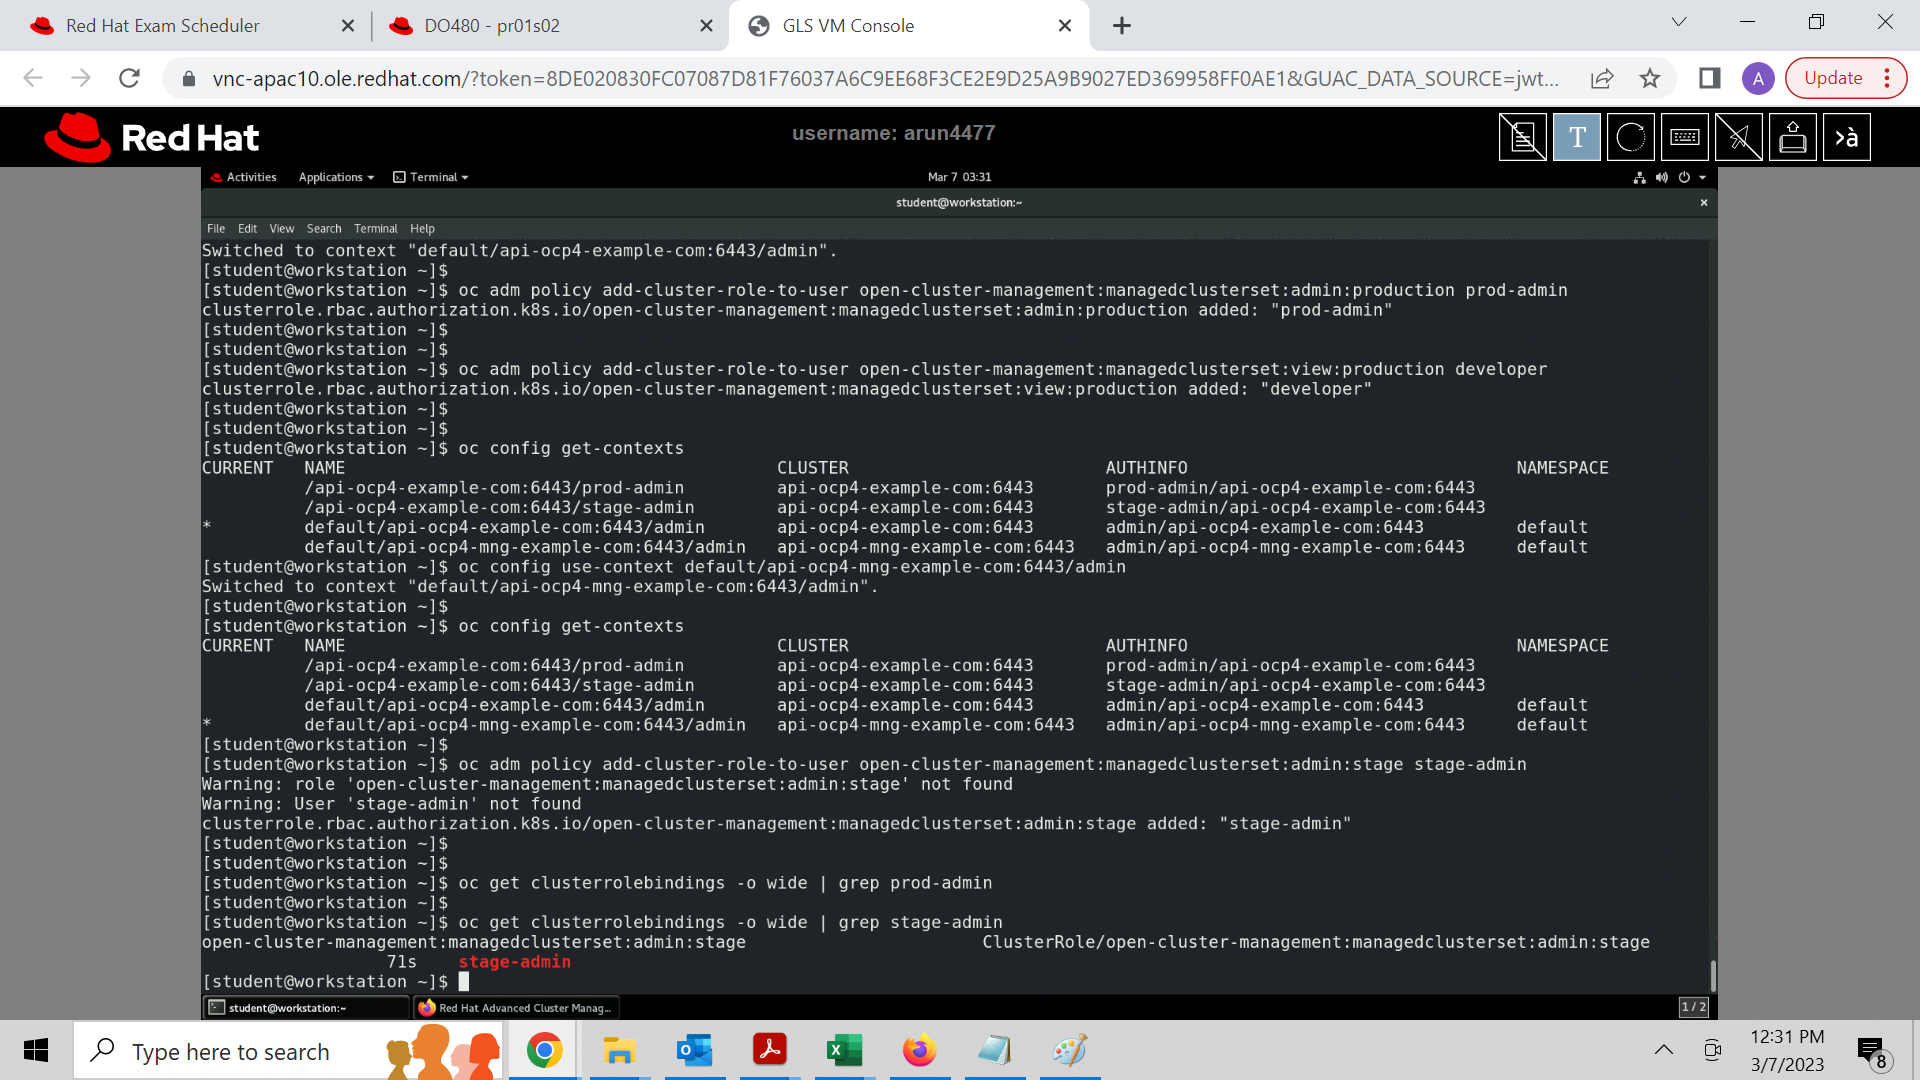 Red Hat Exam Scheduler
DO480 - pr01s02
GLS VM Console
vnc-apac10.ole.redhat.com/?token=8DE020830FC07087D81F76037A6C9EE68F3CE2E9D25A9B9027ED369958FF0AE1&GUAC_DATA_SOURCE=jwt...
A
Update
Red Hat
username: arun4477
T
>à
Activities Applications Terminal
Mar 7 03:31
student@workstation:~
File Edit View Search Terminal Help
Switched to context "default/api-ocp4-example-com:6443/admin".
[student@workstation ~]$
[student@workstation ~]$ oc adm policy add-cluster-role-to-user open-cluster-management:managedclusterset:admin:production prod-admin
clusterrole.rbac.authorization.k8s.io/open-cluster-management:managedclusterset:admin:production added: "prod-admin"
[student@workstation ~]$
[student@workstation ~]$
[student@workstation ~]$ oc adm policy add-cluster-role-to-user open-cluster-management:managedclusterset:view:production developer
clusterrole.rbac.authorization.k8s.io/open-cluster-management:managedclusterset:view:production added: "developer"
[student@workstation ~]$
[student@workstation ~]$
[student@workstation ~]$ oc config get-contexts
CURRENT NAME CLUSTER AUTHINFO NAMESPACE
/api-ocp4-example-com:6443/prod-admin api-ocp4-example-com:6443 prod-admin/api-ocp4-example-com:6443
/api-ocp4-example-com:6443/stage-admin api-ocp4-example-com:6443 stage-admin/api-ocp4-example-com:6443
* default/api-ocp4-example-com:6443/admin api-ocp4-example-com:6443 admin/api-ocp4-example-com:6443 default
default/api-ocp4-mng-example-com:6443/admin api-ocp4-mng-example-com:6443 admin/api-ocp4-mng-example-com:6443 default
[student@workstation ~]$ oc config use-context default/api-ocp4-mng-example-com:6443/admin
Switched to context "default/api-ocp4-mng-example-com:6443/admin".
[student@workstation ~]$
[student@workstation ~]$ oc config get-contexts
CURRENT NAME CLUSTER AUTHINFO NAMESPACE
/api-ocp4-example-com:6443/prod-admin api-ocp4-example-com:6443 prod-admin/api-ocp4-example-com:6443
/api-ocp4-example-com:6443/stage-admin api-ocp4-example-com:6443 stage-admin/api-ocp4-example-com:6443
default/api-ocp4-example-com:6443/admin api-ocp4-example-com:6443 admin/api-ocp4-example-com:6443 default
* default/api-ocp4-mng-example-com:6443/admin api-ocp4-mng-example-com:6443 admin/api-ocp4-mng-example-com:6443 default
[student@workstation ~]$
[student@workstation ~]$ oc adm policy add-cluster-role-to-user open-cluster-management:managedclusterset:admin:stage stage-admin
Warning: role 'open-cluster-management:managedclusterset:admin:stage' not found
Warning: User 'stage-admin' not found
clusterrole.rbac.authorization.k8s.io/open-cluster-management:managedclusterset:admin:stage added: "stage-admin"
[student@workstation ~]$
[student@workstation ~]$
[student@workstation ~]$ oc get clusterrolebindings -o wide | grep prod-admin
[student@workstation ~]$
[student@workstation ~]$ oc get clusterrolebindings -o wide | grep stage-admin
open-cluster-management:managedclusterset:admin:stage ClusterRole/open-cluster-management:managedclusterset:admin:stage
71s stage-admin
[student@workstation ~]$
student@workstation:~
Red Hat Advanced Cluster Manag...
1 / 2
Type here to search
12:31 PM
3/7/2023
8